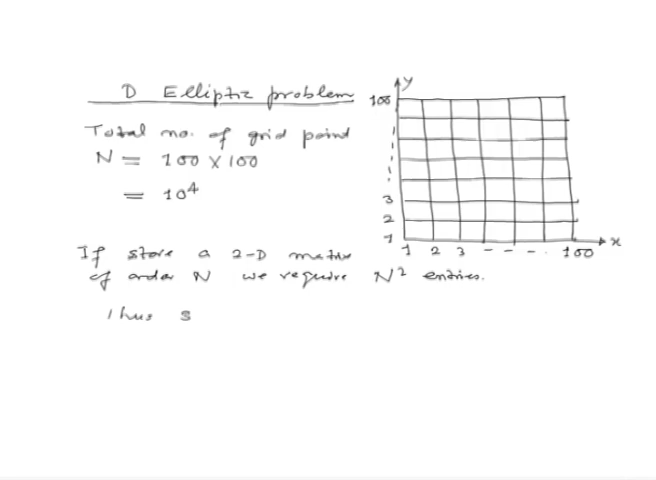 D Elliptic problem
Total no. of grid point
N = 100 × 100
= 10⁴
If store a 2-D matrix
of order N we require N² entries.
Thus s
y
100
3
2
1
1 2 3 - - - . 100 x